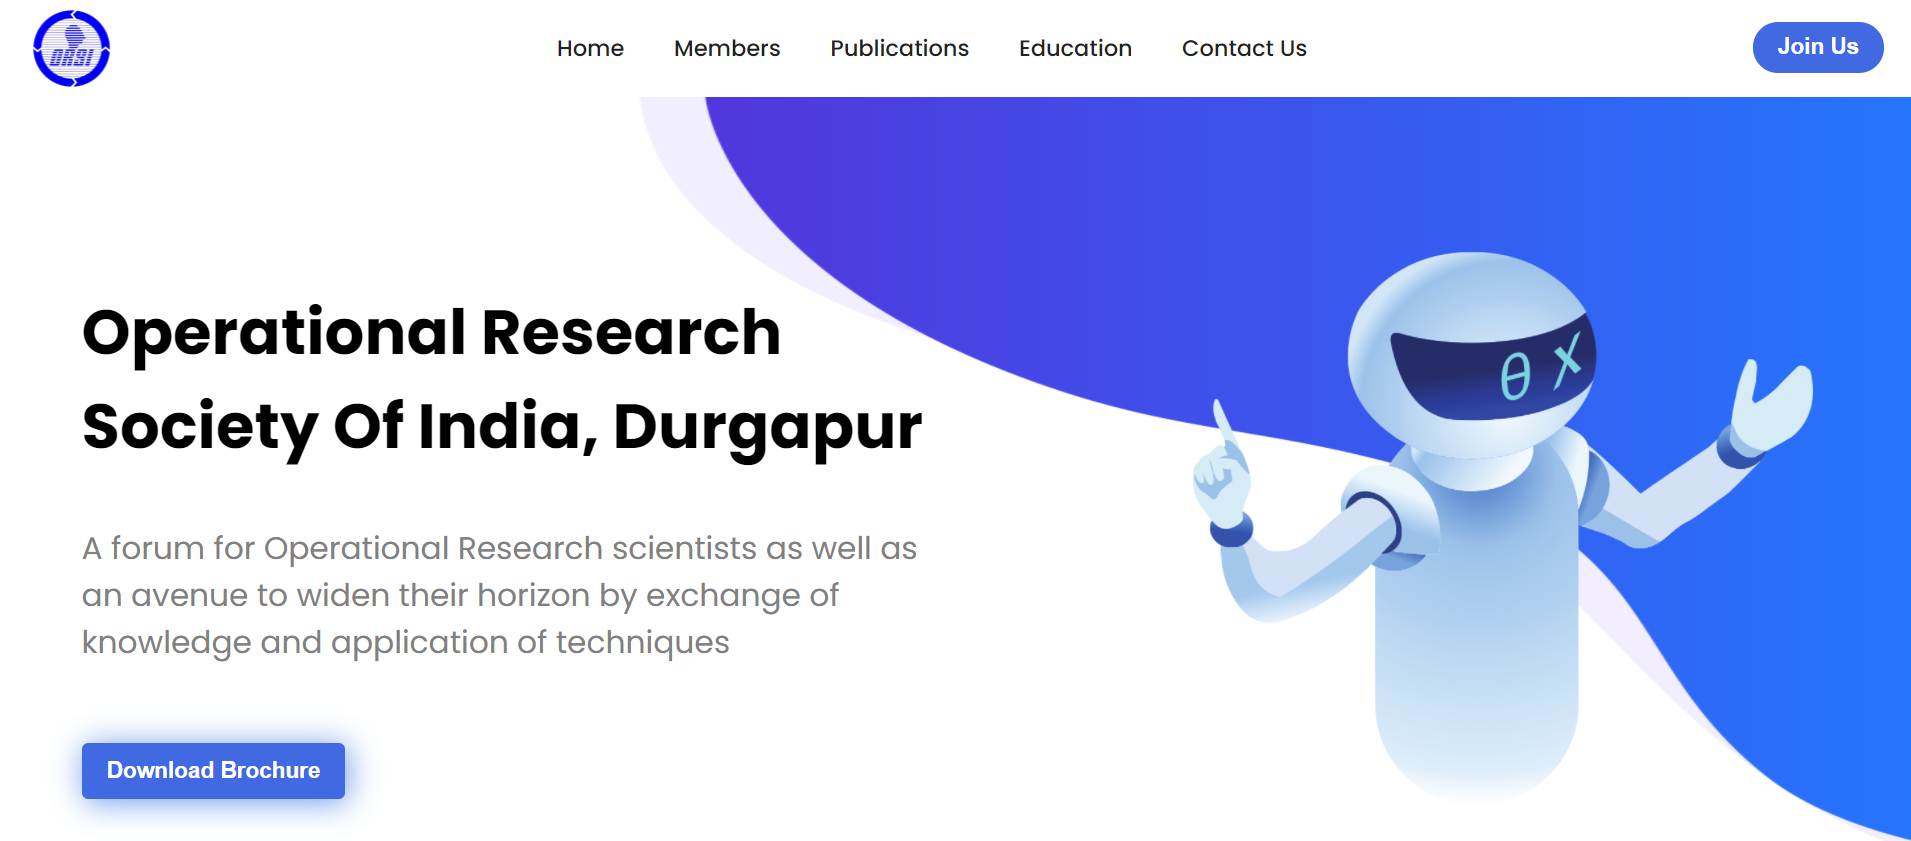 ORSI
Home
Members
Publications
Education
Contact Us
Join Us
Operational Research
Society Of India, Durgapur
θ X
A forum for Operational Research scientists as well as
an avenue to widen their horizon by exchange of
knowledge and application of techniques
Download Brochure